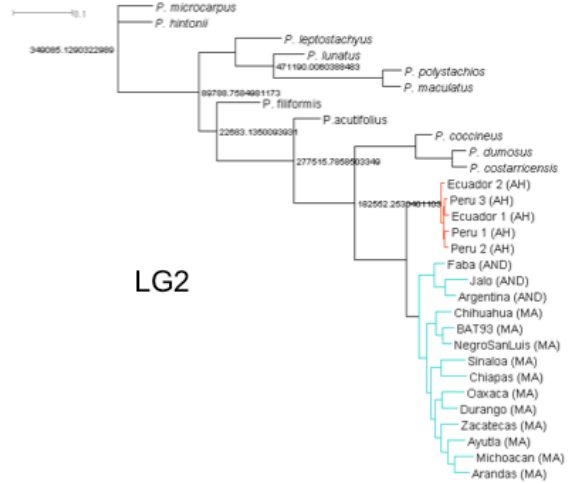 0.1
P. microcarpus
P. hintonii
349085.1290322989
P. leptostachyus
P. lunatus
471190.0060388483
P. polystachios
P. maculatus
89788.7584981173
P. filiformis
P.acutifolius
22683.1350093931
P. coccineus
P. dumosus
277515.7858503349
P. costarricensis
Ecuador 2 (AH)
Peru 3 (AH)
Ecuador 1 (AH)
Peru 1 (AH)
Peru 2 (AH)
Faba (AND)
Jalo (AND)
LG2
Argentina (AND)
Chihuahua (MA)
BAT93 (MA)
NegroSanLuis (MA)
Sinaloa (MA)
Chiapas (MA)
Oaxaca (MA)
Durango (MA)
Zacatecas (MA)
Ayutla (MA)
Michoacan (MA)
Arandas (MA)